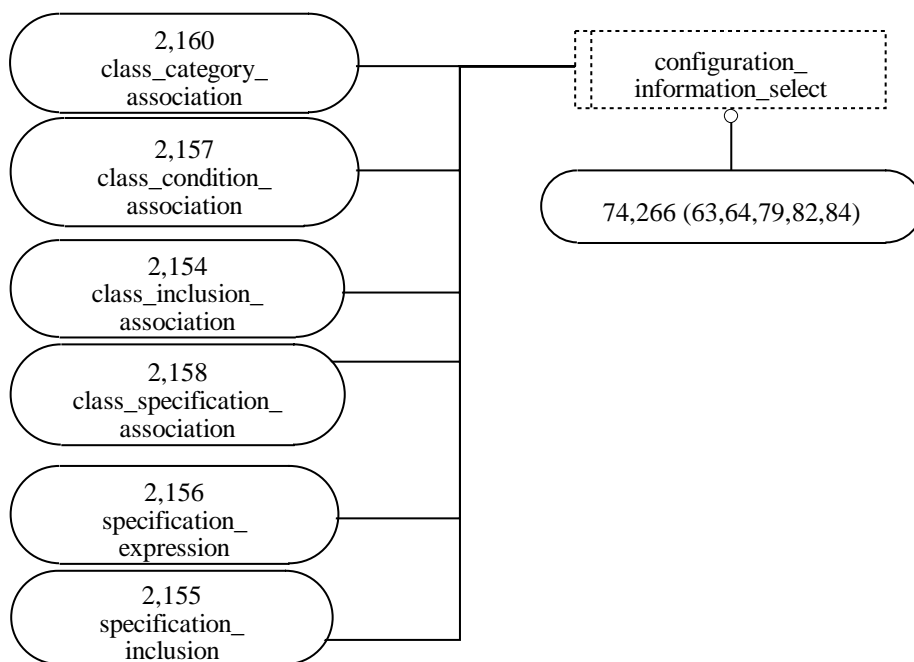 2,160
class_category_
association
2,157
class_condition_
association
2,154
class_inclusion_
association
2,158
class_specification_
association
2,156
specification_
expression
2,155
specification_
inclusion
configuration_
information_select
74,266 (63,64,79,82,84)